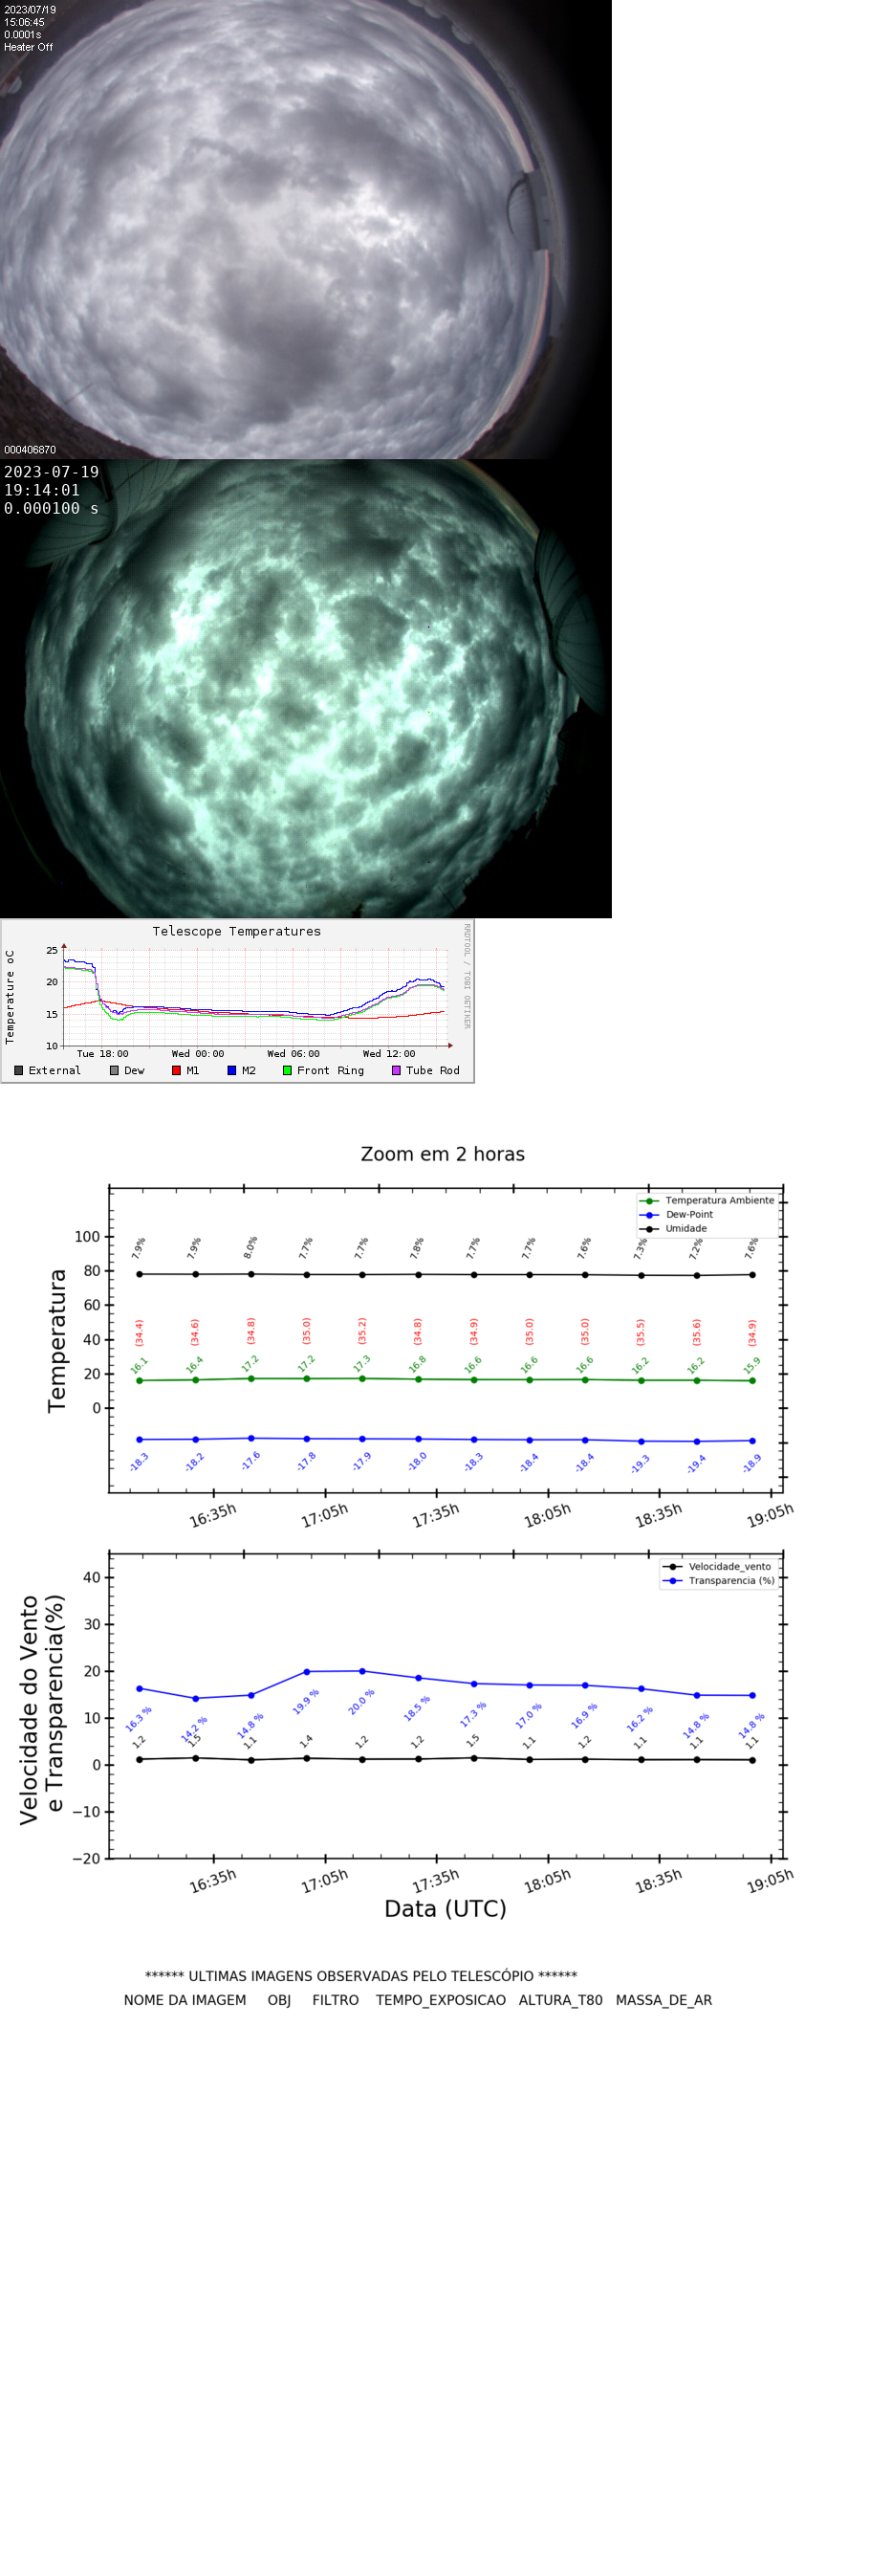 2023/07/19
15:06:45
0.0001s
Heater Off
000406870
2023-07-19
19:14:01
0.000100 s
Telescope Temperatures
RRDTOOL / TOBI OETIKER
Temperature oC
25
20
15
10
Tue 18:00 Wed 00:00 Wed 06:00 Wed 12:00
External Dew M1 M2 Front Ring Tube Rod
Zoom em 2 horas
Temperatura Ambiente
Dew-Point
Umidade
Temperatura
100
80
60
40
20
0
7.9% 7.9% 8.0% 7.7% 7.7% 7.8% 7.7% 7.7% 7.6% 7.3% 7.2% 7.6%
(34.4) (34.6) (34.8) (35.0) (35.2) (34.8) (34.9) (35.0) (35.0) (35.5) (35.6) (34.9)
16.1 16.4 17.2 17.2 17.3 16.8 16.6 16.6 16.6 16.2 16.2 15.9
-18.3 -18.2 -17.6 -17.8 -17.9 -18.0 -18.3 -18.4 -18.4 -19.3 -19.4 -18.9
16:35h 17:05h 17:35h 18:05h 18:35h 19:05h
Velocidade_vento
Transparencia (%)
Velocidade do Vento
e Transparencia(%)
40
30
20
10
0
−10
−20
16.3 % 14.2 % 14.8 % 19.9 % 20.0 % 18.5 % 17.3 % 17.0 % 16.9 % 16.2 % 14.8 % 14.8 %
1.2 1.5 1.1 1.4 1.2 1.2 1.5 1.1 1.2 1.1 1.1 1.1
16:35h 17:05h 17:35h 18:05h 18:35h 19:05h
Data (UTC)
****** ULTIMAS IMAGENS OBSERVADAS PELO TELESCÓPIO ******
NOME DA IMAGEM OBJ FILTRO TEMPO_EXPOSICAO ALTURA_T80 MASSA_DE_AR